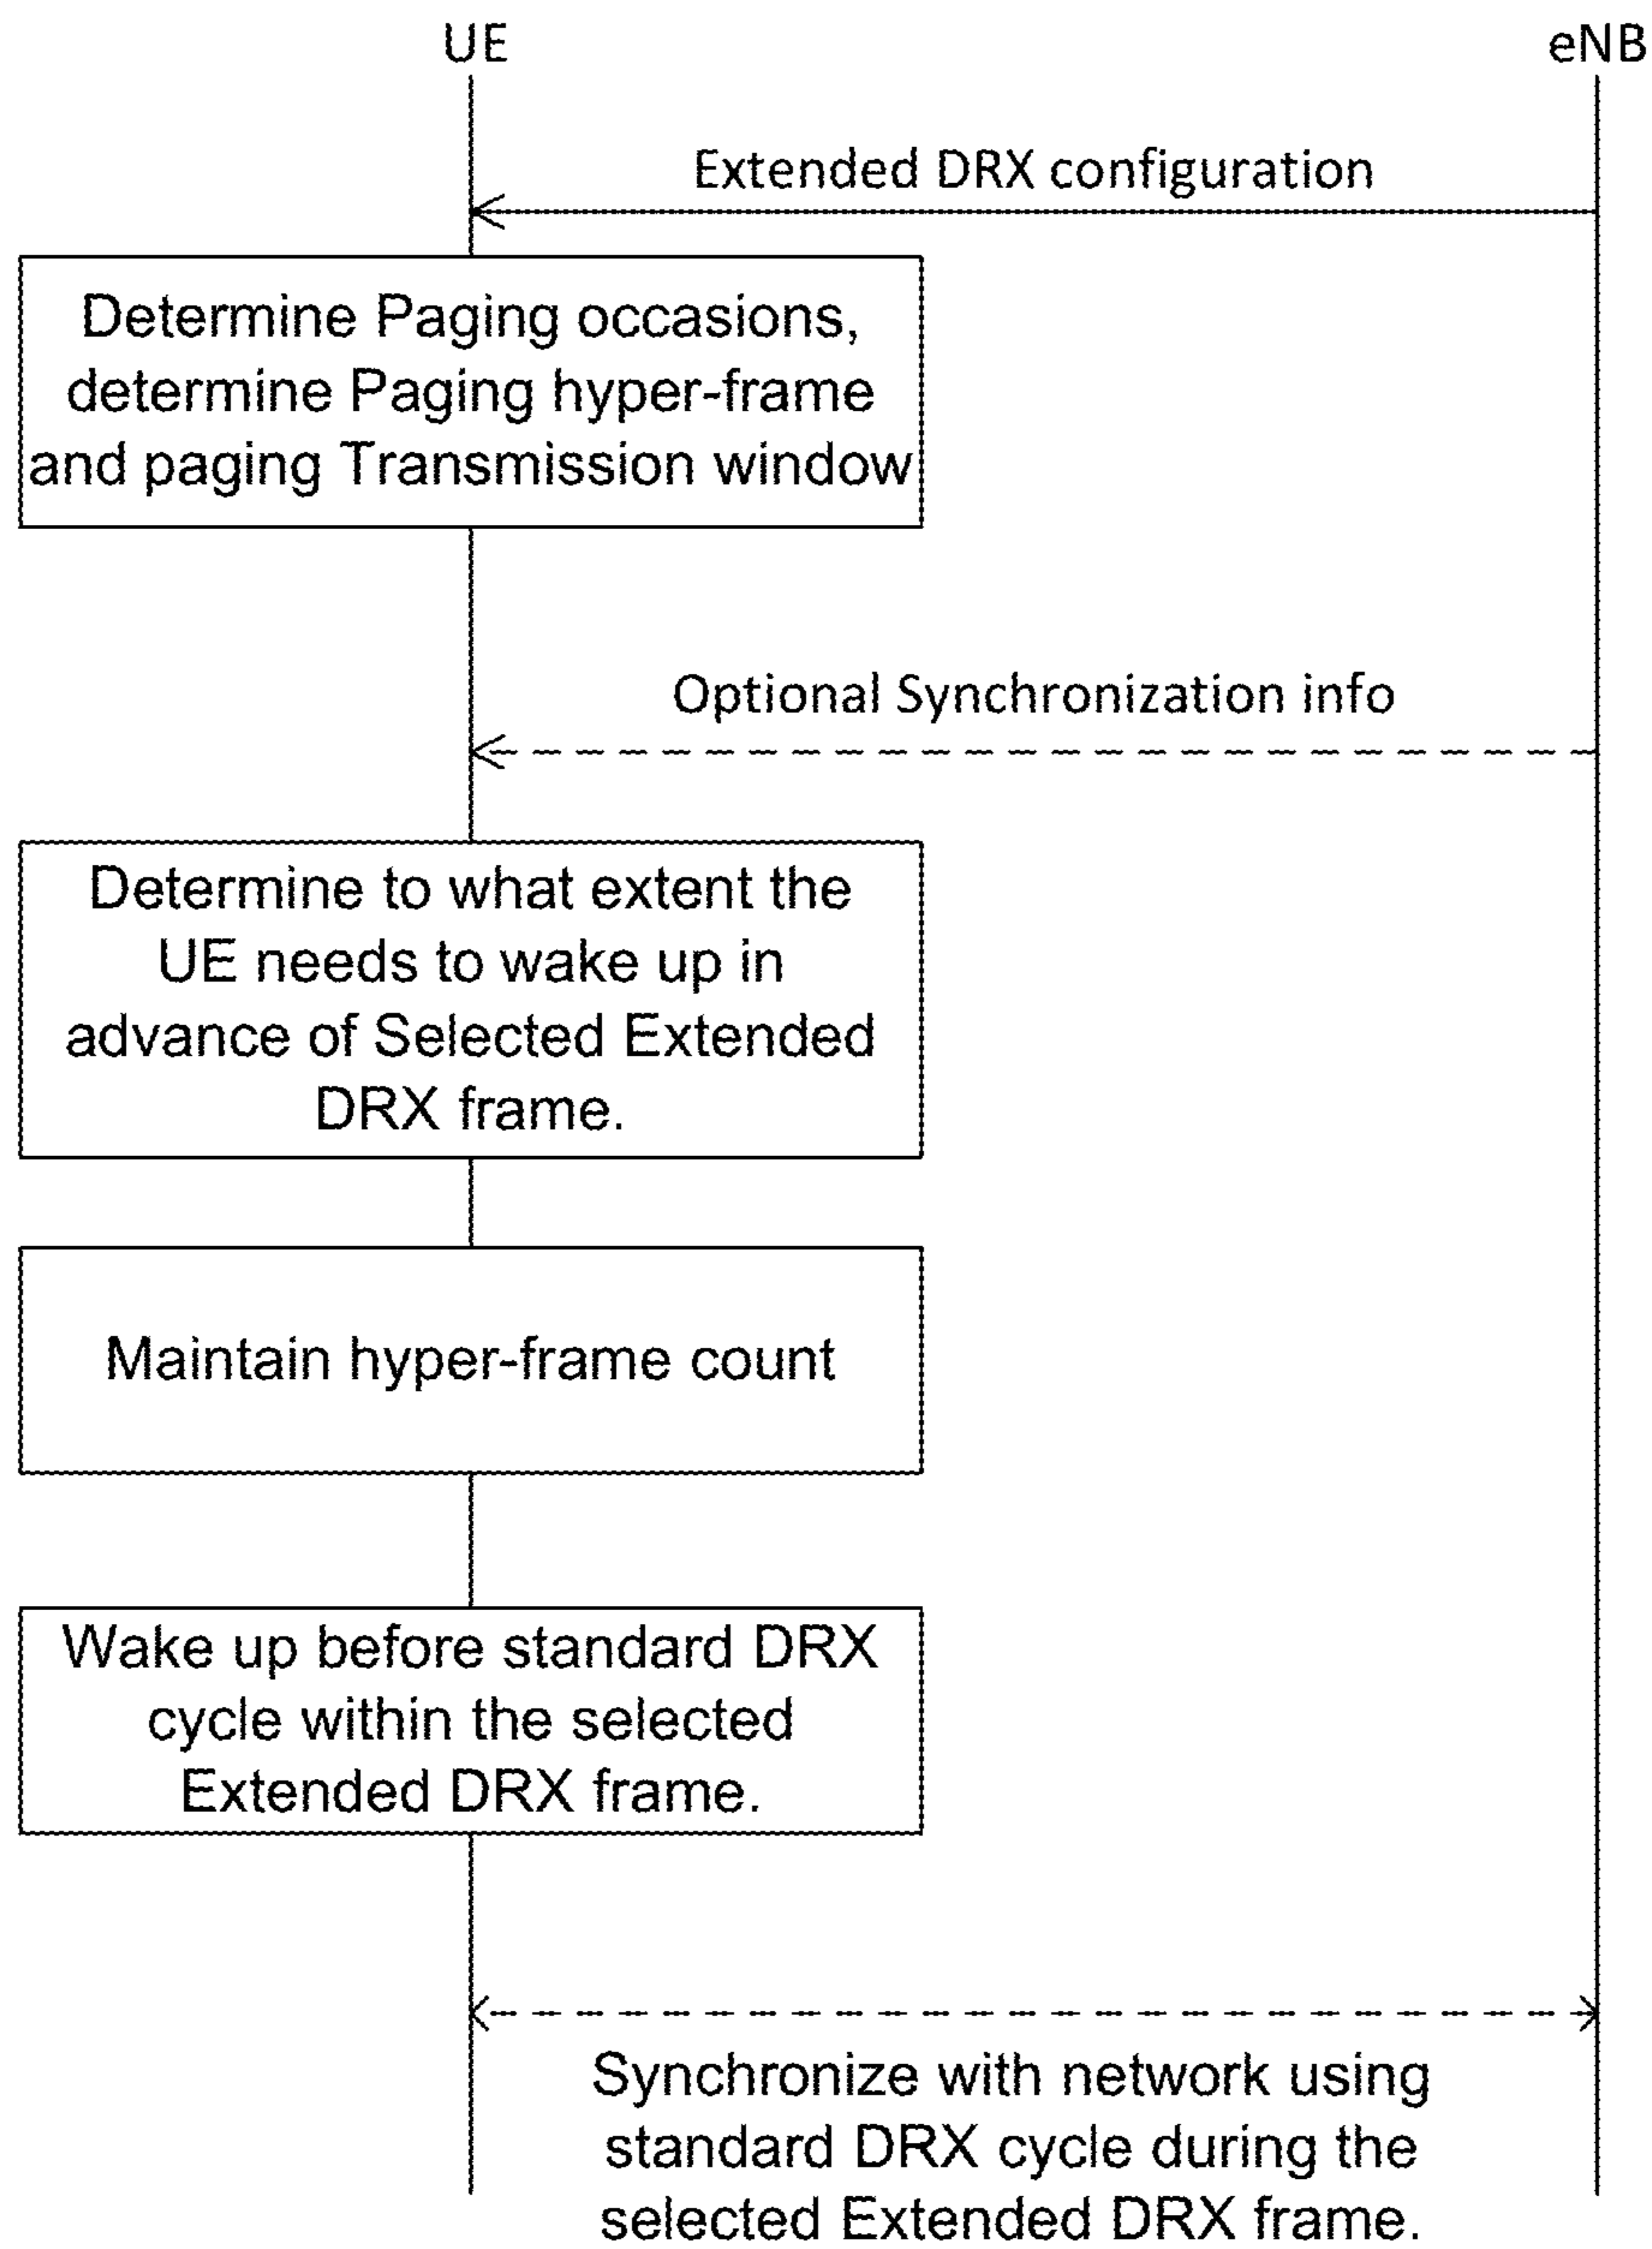 UE
eNB
Extended DRX configuration
Determine Paging occasions,
determine Paging hyper-frame
and paging Transmission window
Optional Synchronization info
Determine to what extent the
UE needs to wake up in
advance of Selected Extended
DRX frame.
Maintain hyper-frame count
Wake up before standard DRX
cycle within the selected
Extended DRX frame.
Synchronize with network using
standard DRX cycle during the
selected Extended DRX frame.